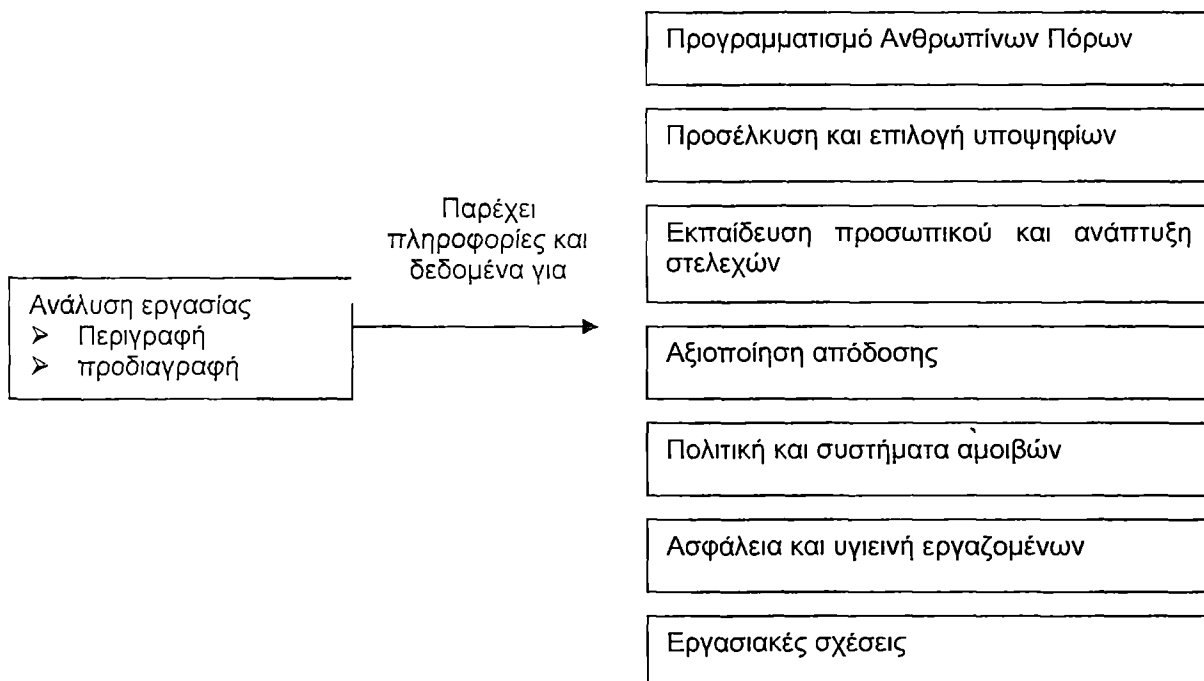 Ανάλυση εργασίας
➢ Περιγραφή
➢ προδιαγραφή
Παρέχει
πληροφορίες και
δεδομένα για
Προγραμματισμό Ανθρωπίνων Πόρων
Προσέλκυση και επιλογή υποψηφίων
Εκπαίδευση προσωπικού και ανάπτυξη
στελεχών
Αξιοποίηση απόδοσης
Πολιτική και συστήματα αμοιβών
Ασφάλεια και υγιεινή εργαζομένων
Εργασιακές σχέσεις